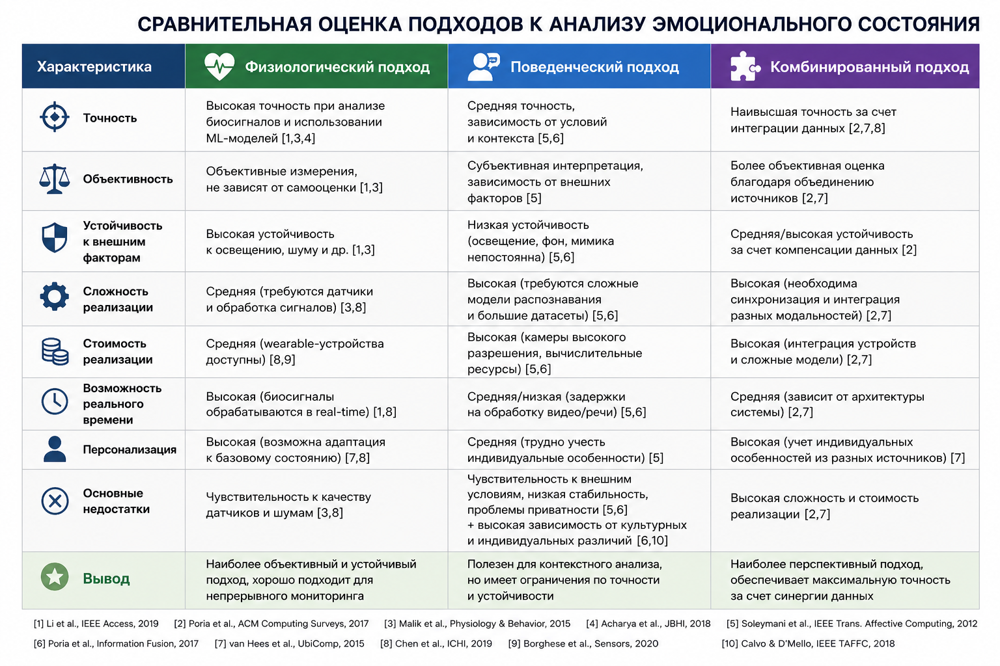 СРАВНИТЕЛЬНАЯ ОЦЕНКА ПОДХОДОВ К АНАЛИЗУ ЭМОЦИОНАЛЬНОГО СОСТОЯНИЯ
Характеристика
Физиологический подход
Поведенческий подход
Комбинированный подход
Точность
Высокая точность при анализе
биосигналов и использовании
ML-моделей [1,3,4]
Средняя точность,
зависимость от условий
и контекста [5,6]
Наивысшая точность за счет
интеграции данных [2,7,8]
Объективность
Объективные измерения,
не зависят от самооценки [1,3]
Субъективная интерпретация,
зависимость от внешних
факторов [5]
Более объективная оценка
благодаря объединению
источников [2,7]
Устойчивость
к внешним
факторам
Высокая устойчивость
к освещению, шуму и др. [1,3]
Низкая устойчивость
(освещение, фон, мимика
непостоянна) [5,6]
Средняя/высокая устойчивость
за счет компенсации данных [2]
Сложность
реализации
Средняя (требуются датчики
и обработка сигналов) [3,8]
Высокая (требуются сложные
модели распознавания
и большие датасеты) [5,6]
Высокая (необходима
синхронизация и интеграция
разных модальностей) [2,7]
Стоимость
реализации
Средняя (wearable-устройства
доступны) [8,9]
Высокая (камеры высокого
разрешения, вычислительные
ресурсы) [5,6]
Высокая (интеграция устройств
и сложные модели) [2,7]
Возможность
реального
времени
Высокая (биосигналы
обрабатываются в real-time) [1,8]
Средняя/низкая (задержки
на обработку видео/речи) [5,6]
Средняя (зависит от архитектуры
системы) [2,7]
Персонализация
Высокая (возможна адаптация
к базовому состоянию) [7,8]
Средняя (трудно учесть
индивидуальные особенности) [5]
Высокая (учет индивидуальных
особенностей из разных источников) [7]
Основные
недостатки
Чувствительность к качеству
датчиков и шумам [3,8]
Чувствительность к внешним
условиям, низкая стабильность,
проблемы приватности [5,6]
+ высокая зависимость от культурных
и индивидуальных различий [6,10]
Высокая сложность и стоимость
реализации [2,7]
Вывод
Наиболее объективный и устойчивый
подход, хорошо подходит для
непрерывного мониторинга
Полезен для контекстного анализа,
но имеет ограничения по точности
и устойчивости
Наиболее перспективный подход,
обеспечивает максимальную точность
за счет синергии данных
[1] Li et al., IEEE Access, 2019 [2] Poria et al., ACM Computing Surveys, 2017 [3] Malik et al., Physiology & Behavior, 2015 [4] Acharya et al., JBHI, 2018 [5] Soleymani et al., IEEE Trans. Affective Computing, 2012
[6] Poria et al., Information Fusion, 2017 [7] van Hees et al., UbiComp, 2015 [8] Chen et al., ICHI, 2019 [9] Borghese et al., Sensors, 2020 [10] Calvo & D'Mello, IEEE TAFFC, 2018